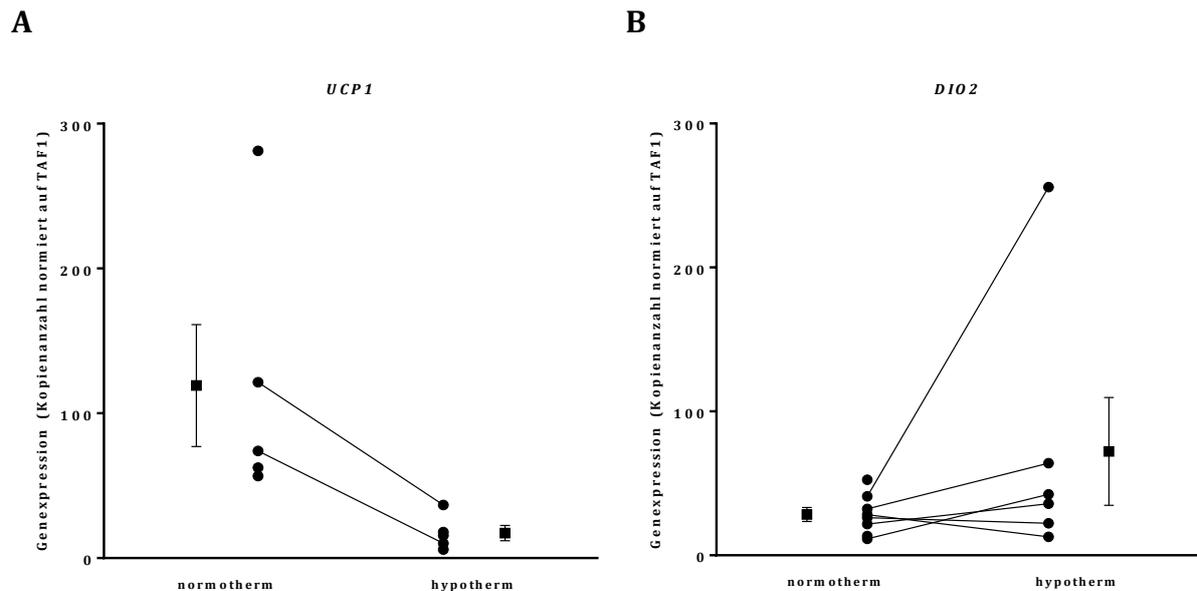 A
B
UCP1
DIO2
Genexpression (Kopienanzahl normiert auf TAF1)
300
200
100
0
normotherm
hypotherm
Genexpression (Kopienanzahl normiert auf TAF1)
300
200
100
0
normotherm
hypotherm